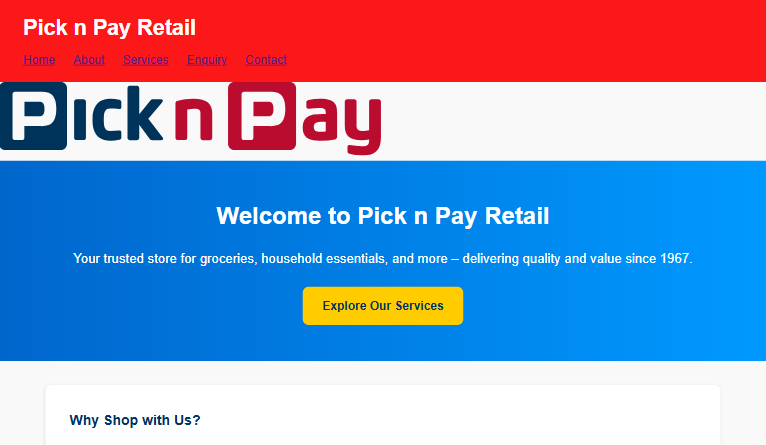 Pick n Pay Retail
Home About Services Enquiry Contact
Pick n Pay
Welcome to Pick n Pay Retail
Your trusted store for groceries, household essentials, and more – delivering quality and value since 1967.
Explore Our Services
Why Shop with Us?